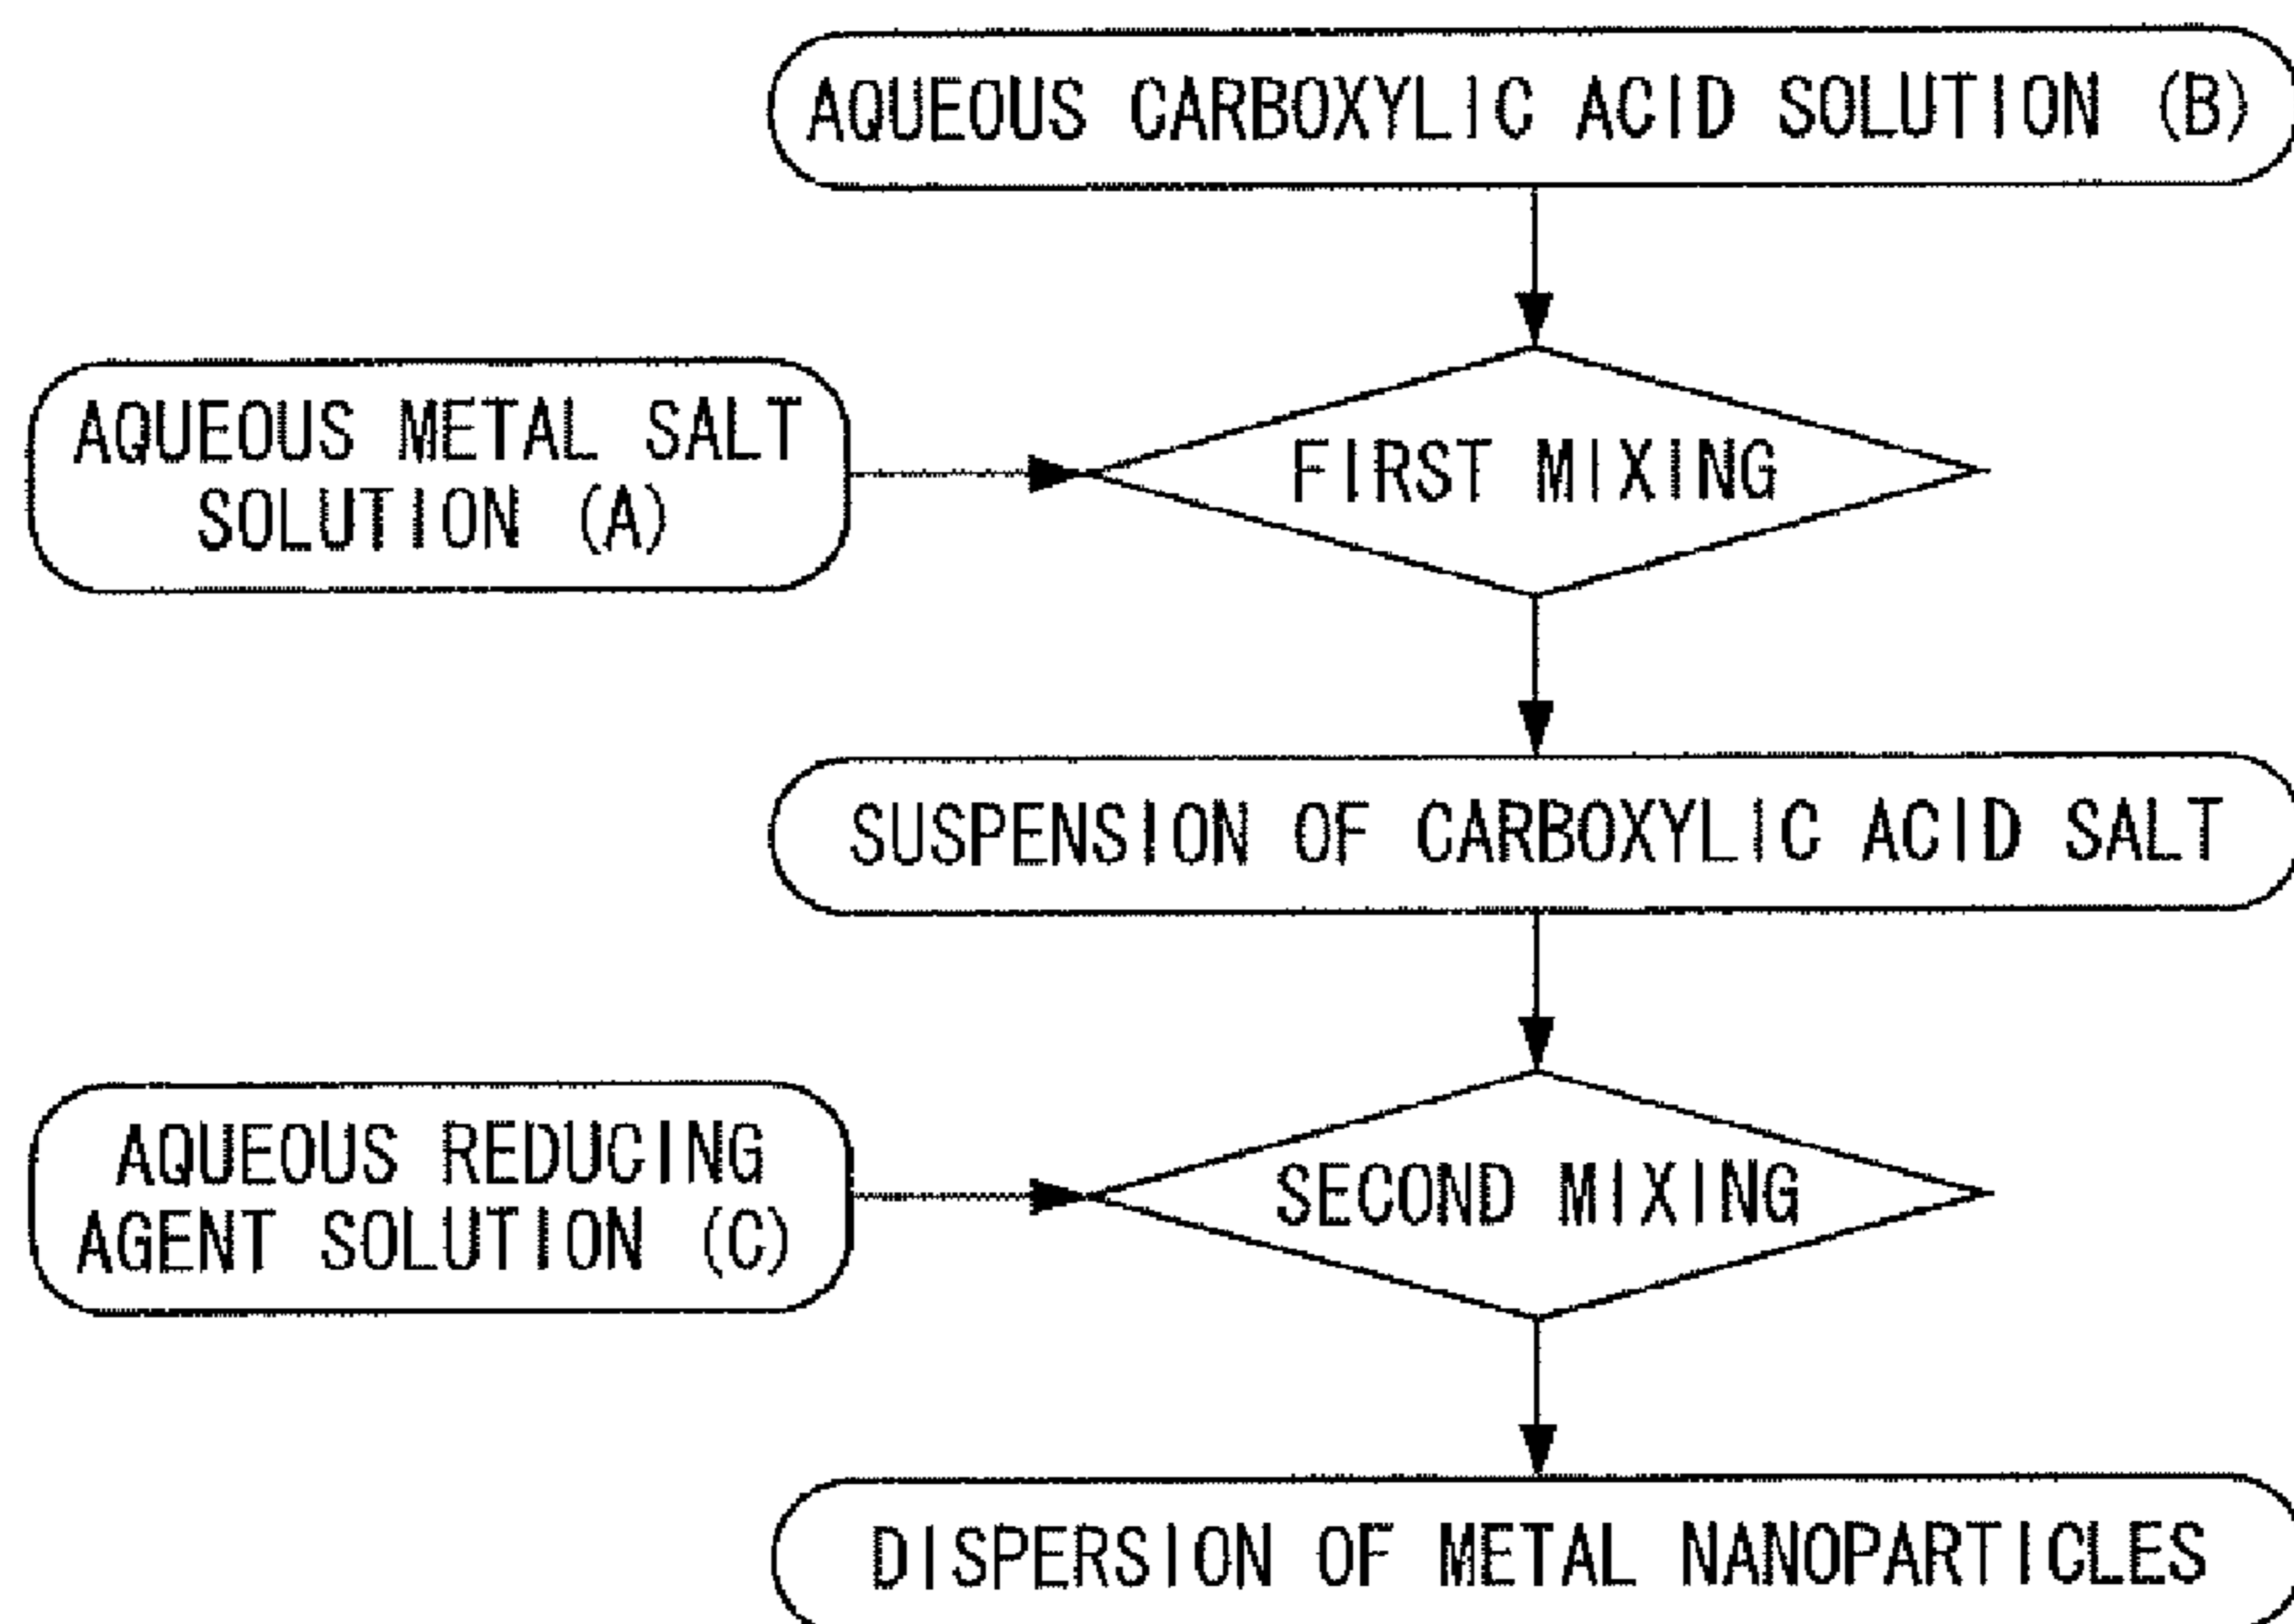 AQUEOUS CARBOXYLIC ACID SOLUTION (B)
AQUEOUS METAL SALT
SOLUTION (A)
FIRST MIXING
SUSPENSION OF CARBOXYLIC ACID SALT
AQUEOUS REDUCING
AGENT SOLUTION (C)
SECOND MIXING
DISPERSION OF METAL NANOPARTICLES